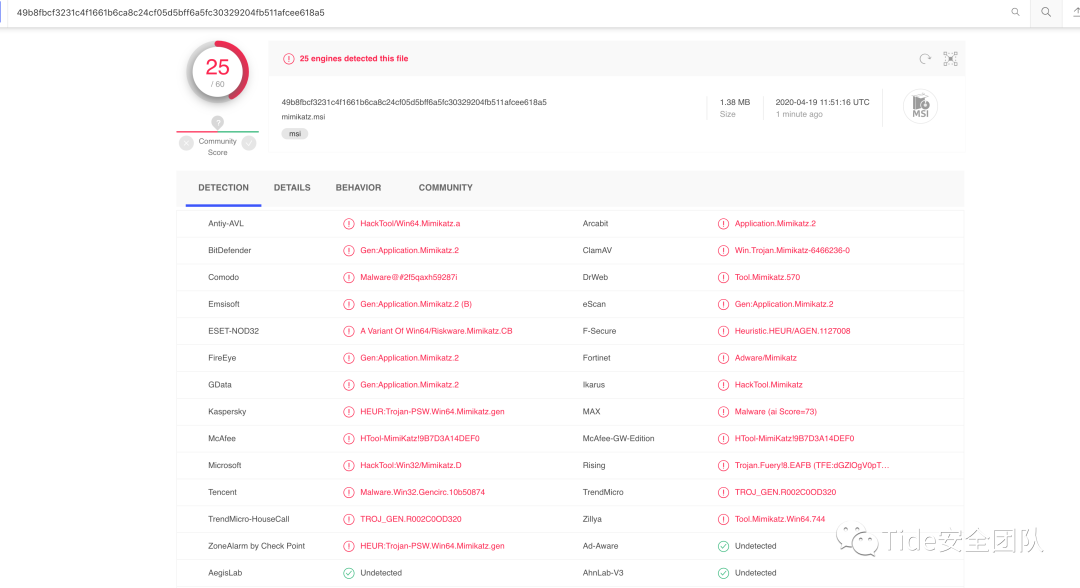 49b8fbcf3231c4f1661b6ca8c24cf05d5bff6a5fc30329204fb511afcee618a5
25
/ 60
25 engines detected this file
49b8fbcf3231c4f1661b6ca8c24cf05d5bff6a5fc30329204fb511afcee618a5
mimikatz.msi
msi
1.38 MB
Size
2020-04-19 11:51:16 UTC
1 minute ago
MSI
?
Community
Score
DETECTION DETAILS BEHAVIOR COMMUNITY
Antiy-AVL HackTool/Win64.Mimikatz.a Arcabit Application.Mimikatz.2
BitDefender Gen:Application.Mimikatz.2 ClamAV Win.Trojan.Mimikatz-6466236-0
Comodo Malware@#2f5qaxh59287i DrWeb Tool.Mimikatz.570
Emsisoft Gen:Application.Mimikatz.2 (B) eScan Gen:Application.Mimikatz.2
ESET-NOD32 A Variant Of Win64/Riskware.Mimikatz.CB F-Secure Heuristic.HEUR/AGEN.1127008
FireEye Gen:Application.Mimikatz.2 Fortinet Adware/Mimikatz
GData Gen:Application.Mimikatz.2 Ikarus HackTool.Mimikatz
Kaspersky HEUR:Trojan-PSW.Win64.Mimikatz.gen MAX Malware (ai Score=73)
McAfee HTool-MimiKatz!9B7D3A14DEF0 McAfee-GW-Edition HTool-MimiKatz!9B7D3A14DEF0
Microsoft HackTool:Win32/Mimikatz.D Rising Trojan.Fuery!8.EAFB (TFE:dGZlOgV0pT...
Tencent Malware.Win32.Gencirc.10b50874 TrendMicro TROJ_GEN.R002C0OD320
TrendMicro-HouseCall TROJ_GEN.R002C0OD320 Zillya Tool.Mimikatz.Win64.744
ZoneAlarm by Check Point HEUR:Trojan-PSW.Win64.Mimikatz.gen Ad-Aware Undetected
AegisLab Undetected AhnLab-V3 Undetected
Tide安全团队